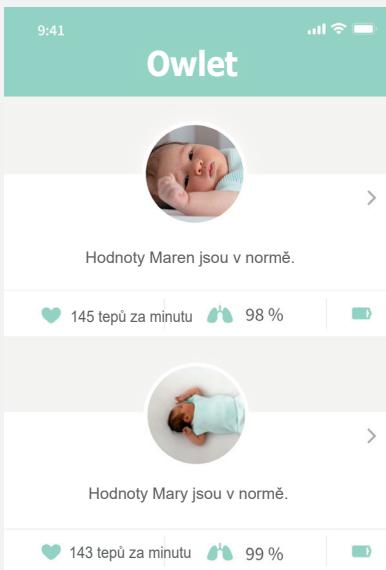 9:41
Owlet
Hodnoty Maren jsou v normě.
145 tepů za minutu 98 %
Hodnoty Mary jsou v normě.
143 tepů za minutu 99 %